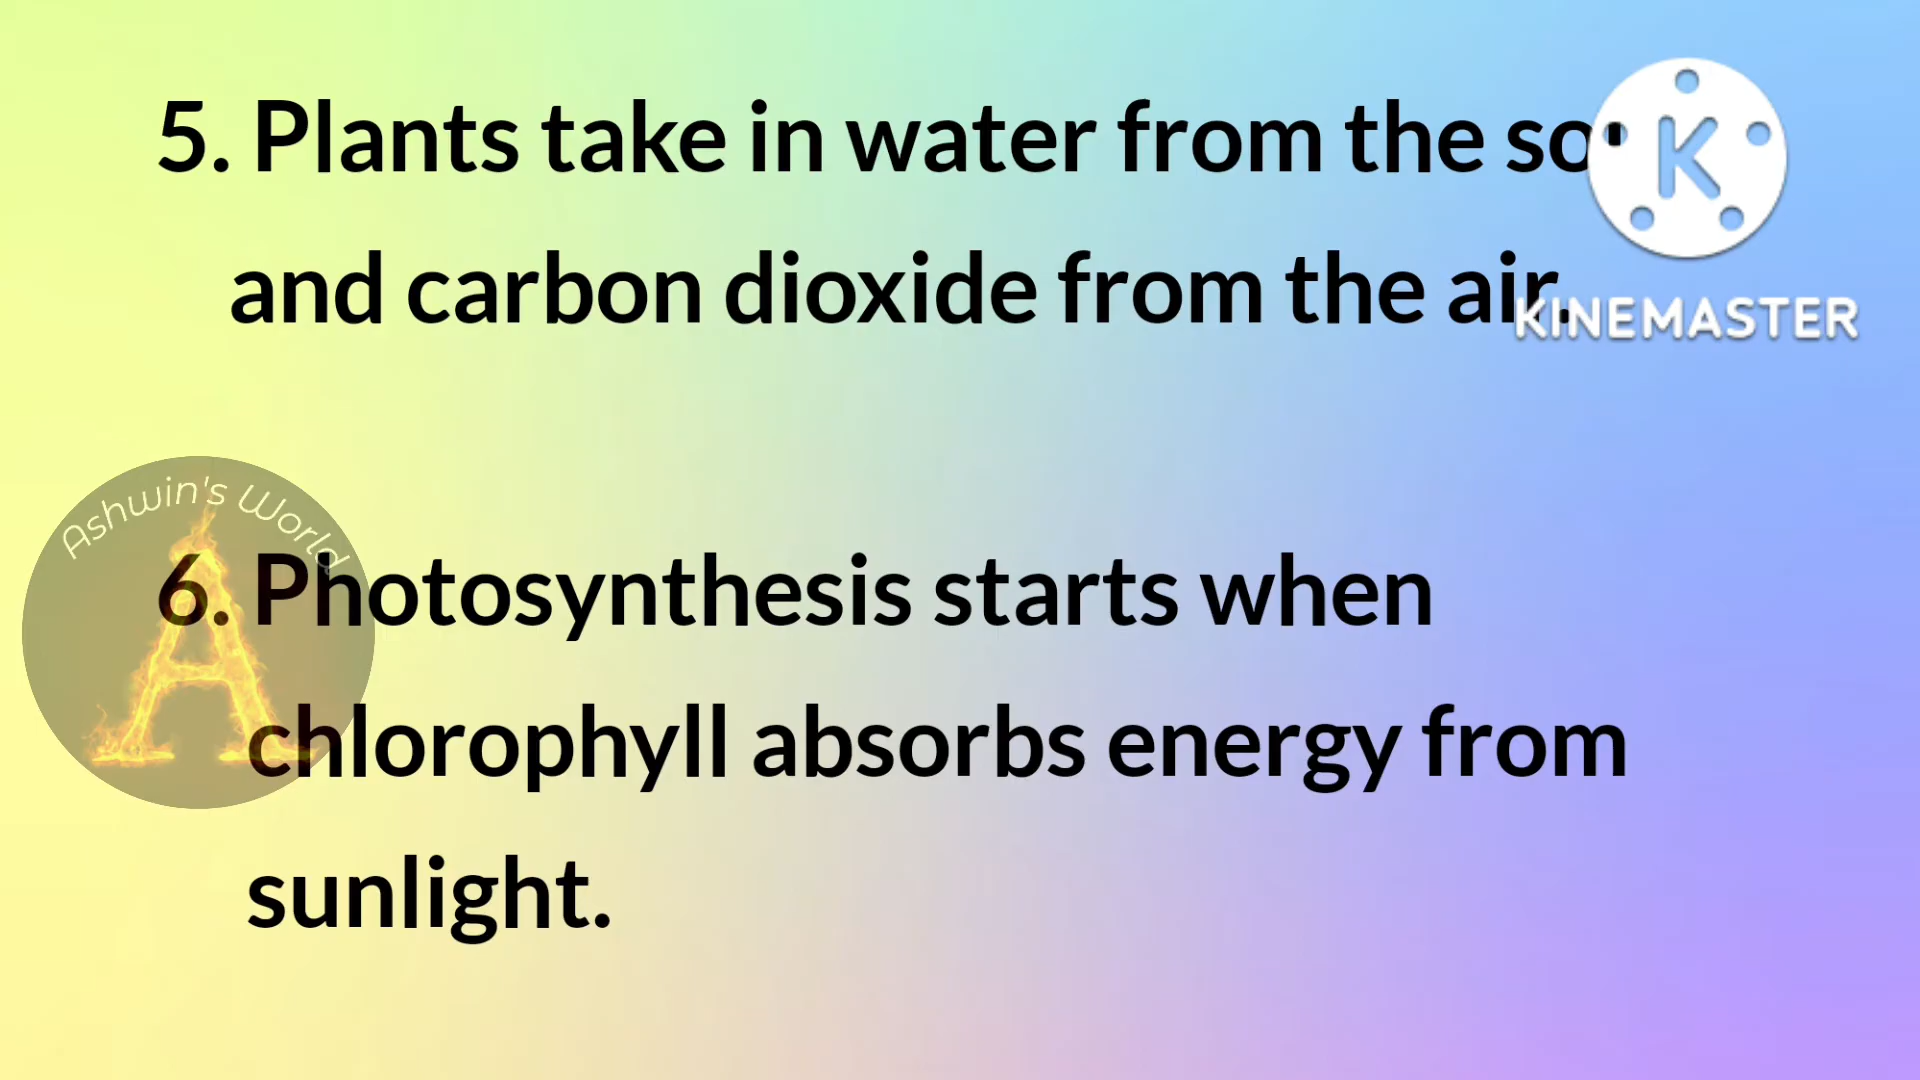 5. Plants take in water from the
and carbon dioxide from the air.
KINEMASTER
Ashwin's World
6. Photosynthesis starts when
chlorophyll absorbs energy from
sunlight.